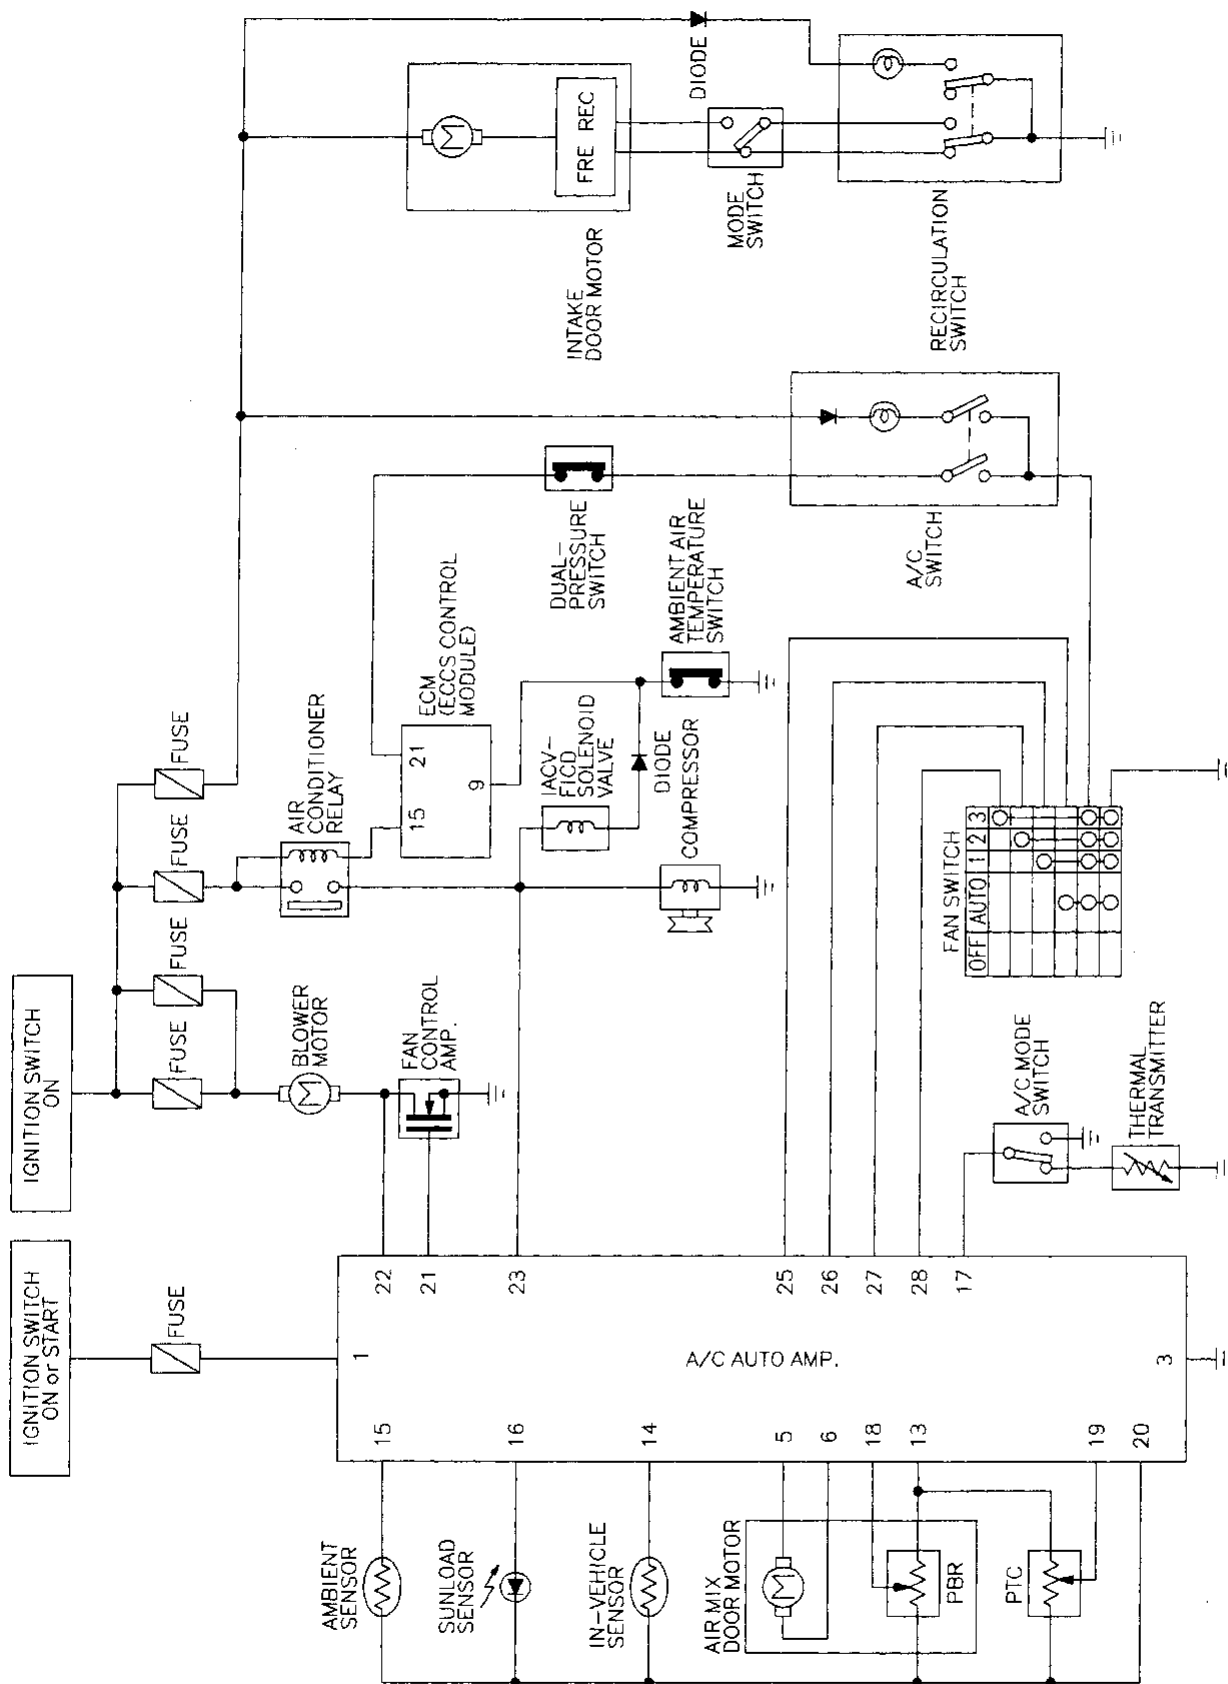 IGNITION SWITCH
ON or START
IGNITION SWITCH
ON
FUSE
FUSE
FUSE
FUSE
FUSE
BLOWER
MOTOR
FAN
CONTROL
AMP.
AIR
CONDITIONER
RELAY
ECM
(ECCS CONTROL
MODULE)
15
21
9
IACV-
FICD
SOLENOID
VALVE
DIODE
COMPRESSOR
DUAL-
PRESSURE
SWITCH
AMBIENT AIR
TEMPERATURE
SWITCH
INTAKE
DOOR MOTOR
M
FRE REC
MODE
SWITCH
DIODE
RECIRCULATION
SWITCH
A/C
SWITCH
FAN SWITCH
OFF AUTO 1 2 3
A/C MODE
SWITCH
THERMAL
TRANSMITTER
M
A/C AUTO AMP.
1
22
21
23
25
26
27
28
17
3
15
16
14
5
6
18
13
19
20
AMBIENT
SENSOR
SUNLOAD
SENSOR
IN-VEHICLE
SENSOR
AIR MIX
DOOR MOTOR
M
PBR
PTC